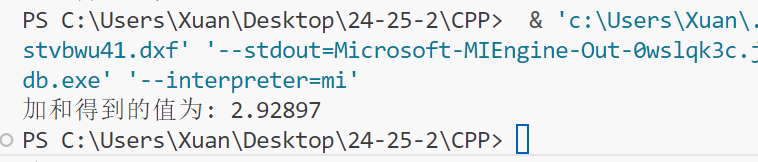 PS C:\Users\Xuan\Desktop\24-25-2\CPP>  & 'c:\Users\Xuan\.
stvbwu41.dxf' '--stdout=Microsoft-MIEngine-Out-0wslqk3c.j
db.exe' '--interpreter=mi'
加和得到的值为: 2.92897
PS C:\Users\Xuan\Desktop\24-25-2\CPP>